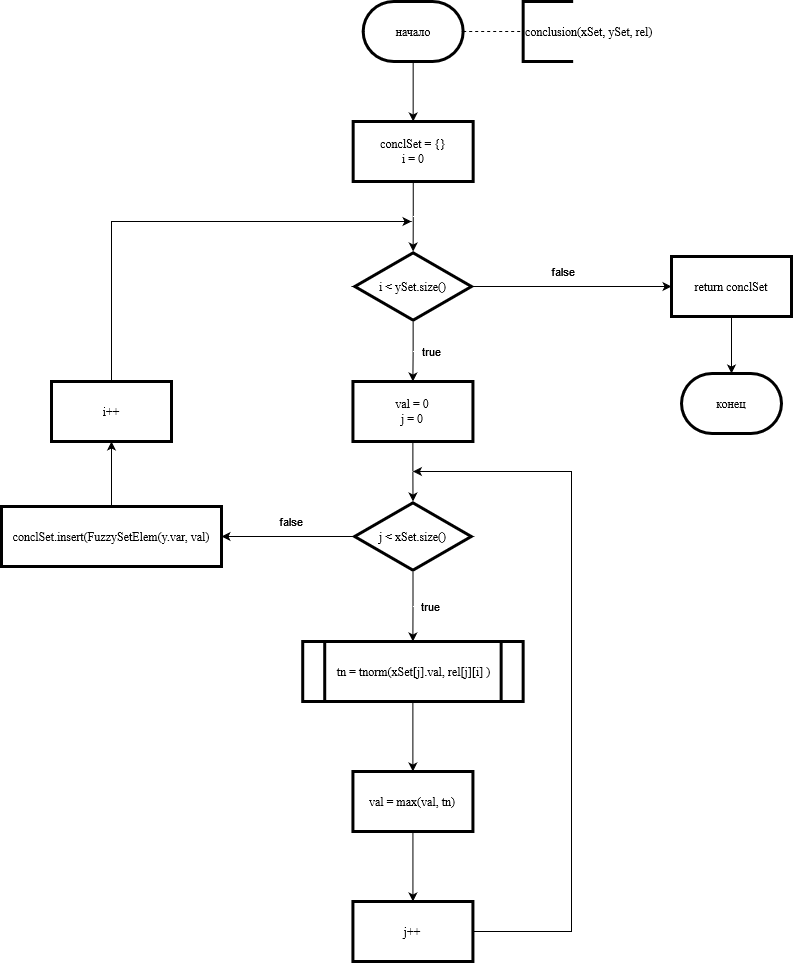 начало
conclusion(xSet, ySet, rel)
conclSet = {}
i = 0
i < ySet.size()
false
return conclSet
true
конец
val = 0
j = 0
i++
j < xSet.size()
false
conclSet.insert(FuzzySetElem(y.var, val)
true
tn = tnorm(xSet[j].val, rel[j][i] )
val = max(val, tn)
j++